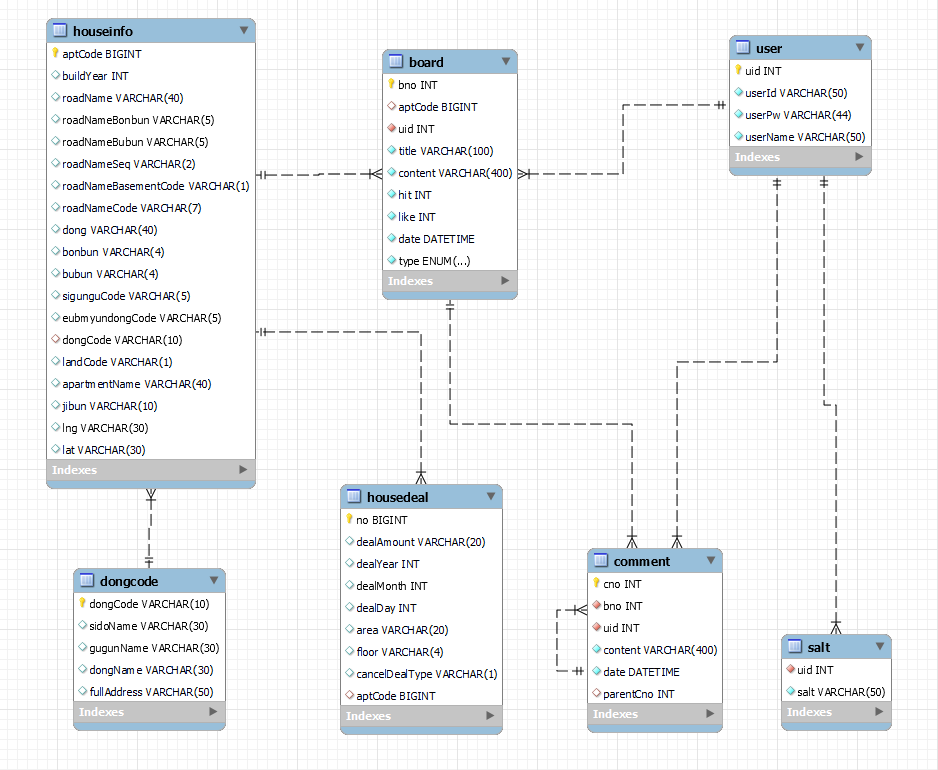 houseinfo
aptCode BIGINT
buildYear INT
roadName VARCHAR(40)
roadNameBonbun VARCHAR(5)
roadNameBubun VARCHAR(5)
roadNameSeq VARCHAR(2)
roadNameBasementCode VARCHAR(1)
roadNameCode VARCHAR(7)
dong VARCHAR(40)
bonbun VARCHAR(4)
bubun VARCHAR(4)
sigunguCode VARCHAR(5)
eubmyundongCode VARCHAR(5)
dongCode VARCHAR(10)
landCode VARCHAR(1)
apartmentName VARCHAR(40)
jibun VARCHAR(10)
lng VARCHAR(30)
lat VARCHAR(30)
Indexes
board
bno INT
aptCode BIGINT
uid INT
title VARCHAR(100)
content VARCHAR(400)
hit INT
like INT
date DATETIME
type ENUM(...)
Indexes
user
uid INT
userId VARCHAR(50)
userPw VARCHAR(44)
userName VARCHAR(50)
Indexes
dongcode
dongCode VARCHAR(10)
sidoName VARCHAR(30)
gugunName VARCHAR(30)
dongName VARCHAR(30)
fullAddress VARCHAR(50)
Indexes
housedeal
no BIGINT
dealAmount VARCHAR(20)
dealYear INT
dealMonth INT
dealDay INT
area VARCHAR(20)
floor VARCHAR(4)
cancelDealType VARCHAR(1)
aptCode BIGINT
Indexes
comment
cno INT
bno INT
uid INT
content VARCHAR(400)
date DATETIME
parentCno INT
Indexes
salt
uid INT
salt VARCHAR(50)
Indexes